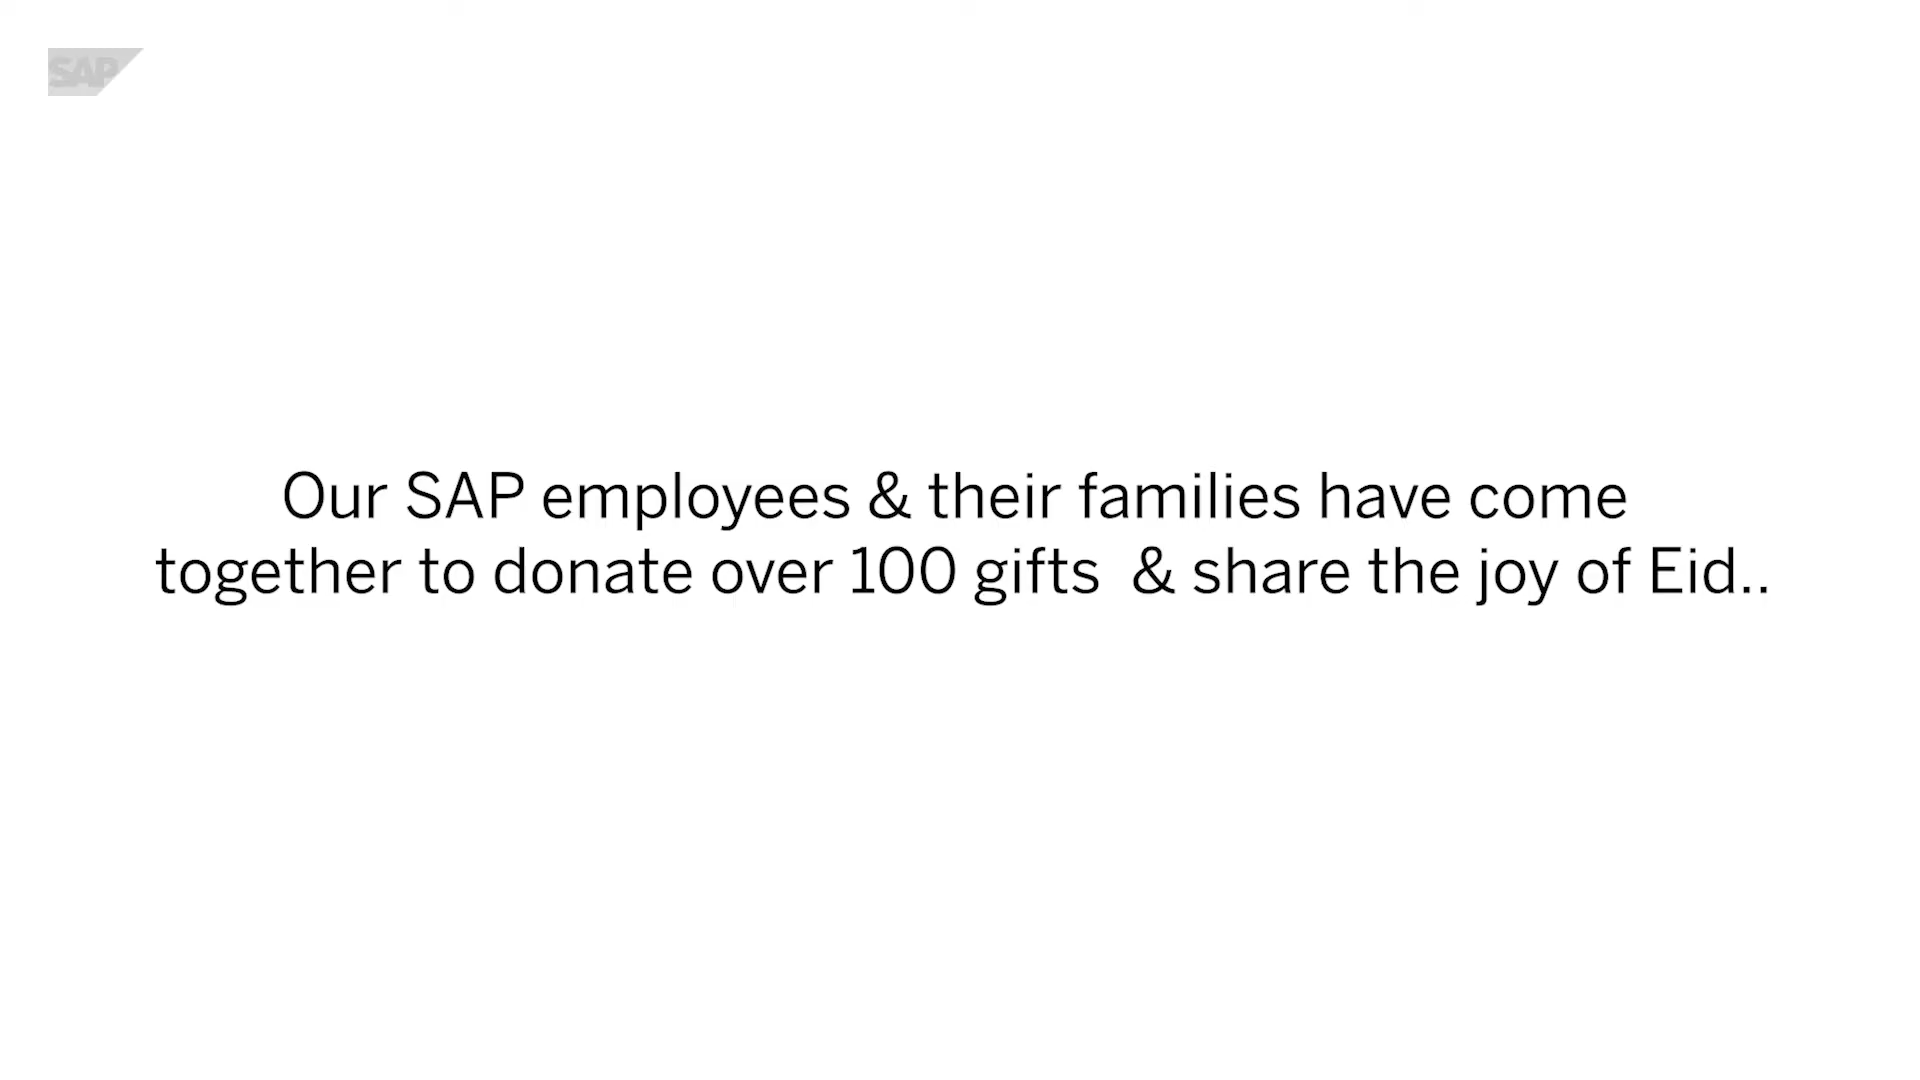 SAP
Our SAP employees & their families have come
together to donate over 100 gifts  & share the joy of Eid..